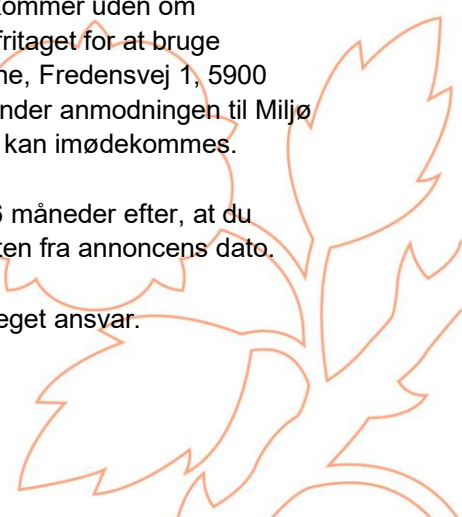 kommer uden om
fritaget for at bruge
ne, Fredensvej 1, 5900
ender anmodningen til Miljø
kan imødekommes.
6 måneder efter, at du
ten fra annoncens dato.
eget ansvar.